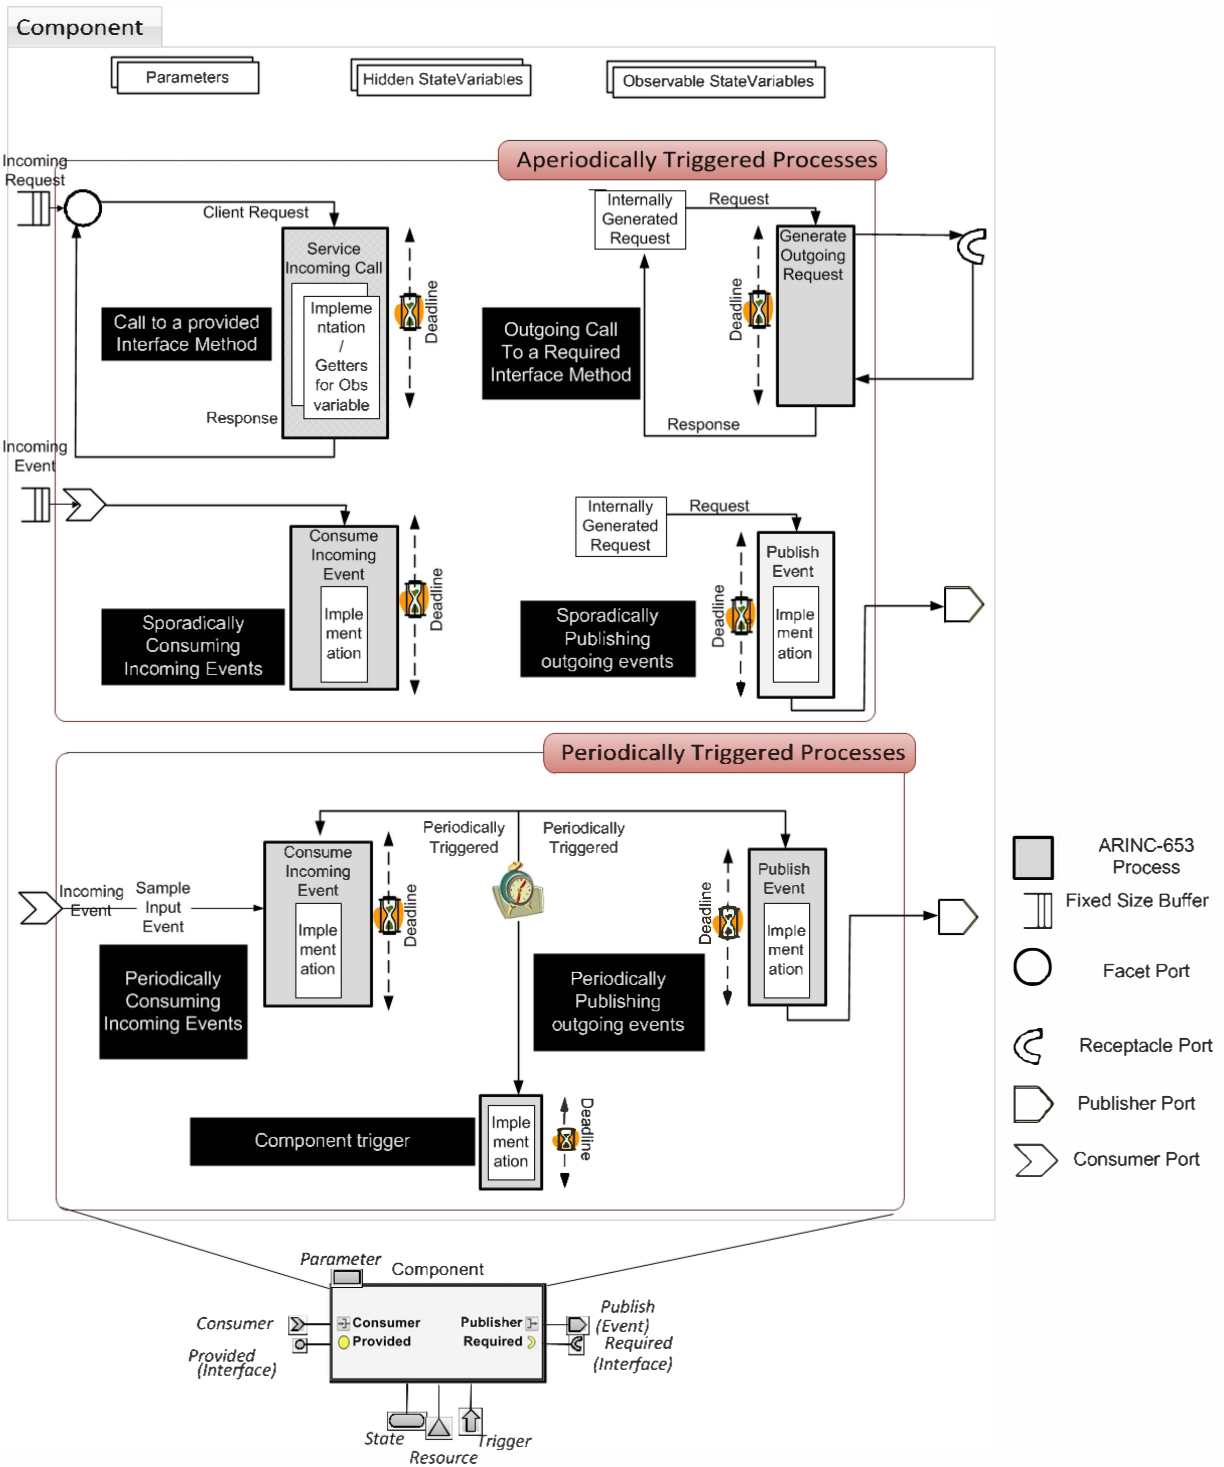 Component
Parameters
Hidden StateVariables
Observable StateVariables
Aperiodically Triggered Processes
Incoming
Request
Client Request
Service
Incoming Call
Impleme
ntation
/
Getters
for Obs
variable
Deadline
Call to a provided
Interface Method
Response
Internally
Generated
Request
Request
Generate
Outgoing
Request
Deadline
Outgoing Call
To a Required
Interface Method
Response
Incoming
Event
Consume
Incoming
Event
Imple
ment
ation
Deadline
Sporadically
Consuming
Incoming Events
Internally
Generated
Request
Request
Publish
Event
Imple
ment
ation
Deadline
Sporadically
Publishing
outgoing events
Periodically Triggered Processes
Incoming
Event
Sample
Input
Event
Consume
Incoming
Event
Imple
ment
ation
Deadline
Periodically
Triggered
Periodically
Triggered
Publish
Event
Imple
ment
ation
Deadline
Periodically
Consuming
Incoming Events
Periodically
Publishing
outgoing events
Component trigger
Imple
ment
ation
Deadline
ARINC-653
Process
Fixed Size Buffer
Facet Port
Receptacle Port
Publisher Port
Consumer Port
Parameter
Component
Consumer
Consumer
Publisher
Publish
(Event)
Provided
(Interface)
Provided
Required
Required
(Interface)
State
Resource
Trigger